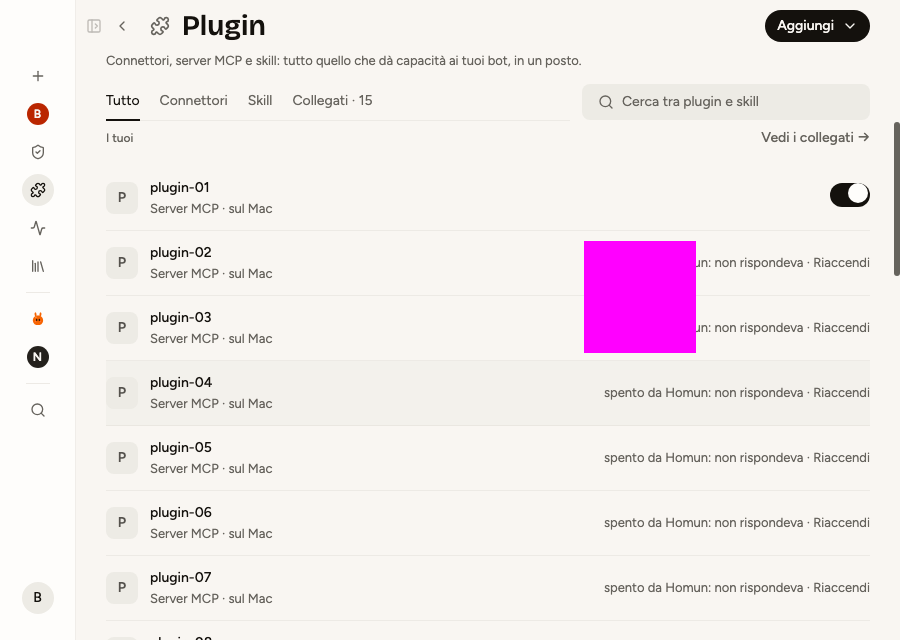 Plugin
Aggiungi
Connettori, server MCP e skill: tutto quello che dà capacità ai tuoi bot, in un posto.
Tutto Connettori Skill Collegati · 15
Cerca tra plugin e skill
I tuoi
Vedi i collegati →
B
P
plugin-01
Server MCP · sul Mac
P
plugin-02
Server MCP · sul Mac
non rispondeva · Riaccendi
P
plugin-03
Server MCP · sul Mac
non rispondeva · Riaccendi
N
P
plugin-04
Server MCP · sul Mac
spento da Homun: non rispondeva · Riaccendi
P
plugin-05
Server MCP · sul Mac
spento da Homun: non rispondeva · Riaccendi
P
plugin-06
Server MCP · sul Mac
spento da Homun: non rispondeva · Riaccendi
P
plugin-07
Server MCP · sul Mac
spento da Homun: non rispondeva · Riaccendi
B